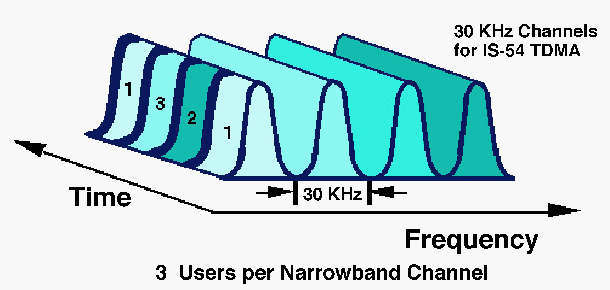 30 KHz Channels
for IS-54 TDMA
1
3
2
1
30 KHz
Time
Frequency
3 Users per Narrowband Channel